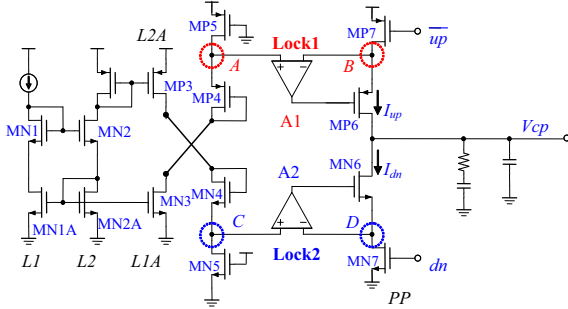 MP5
MP7
up
L2A
Lock1
A
B
MP3
MP4
A1
MP6
Iup
MN1
MN2
Vcp
A2
MN6
Idn
MN4
MN3
MN1A
MN2A
C
D
Lock2
MN5
MN7
dn
L1
L2
L1A
PP
+
-
+
-